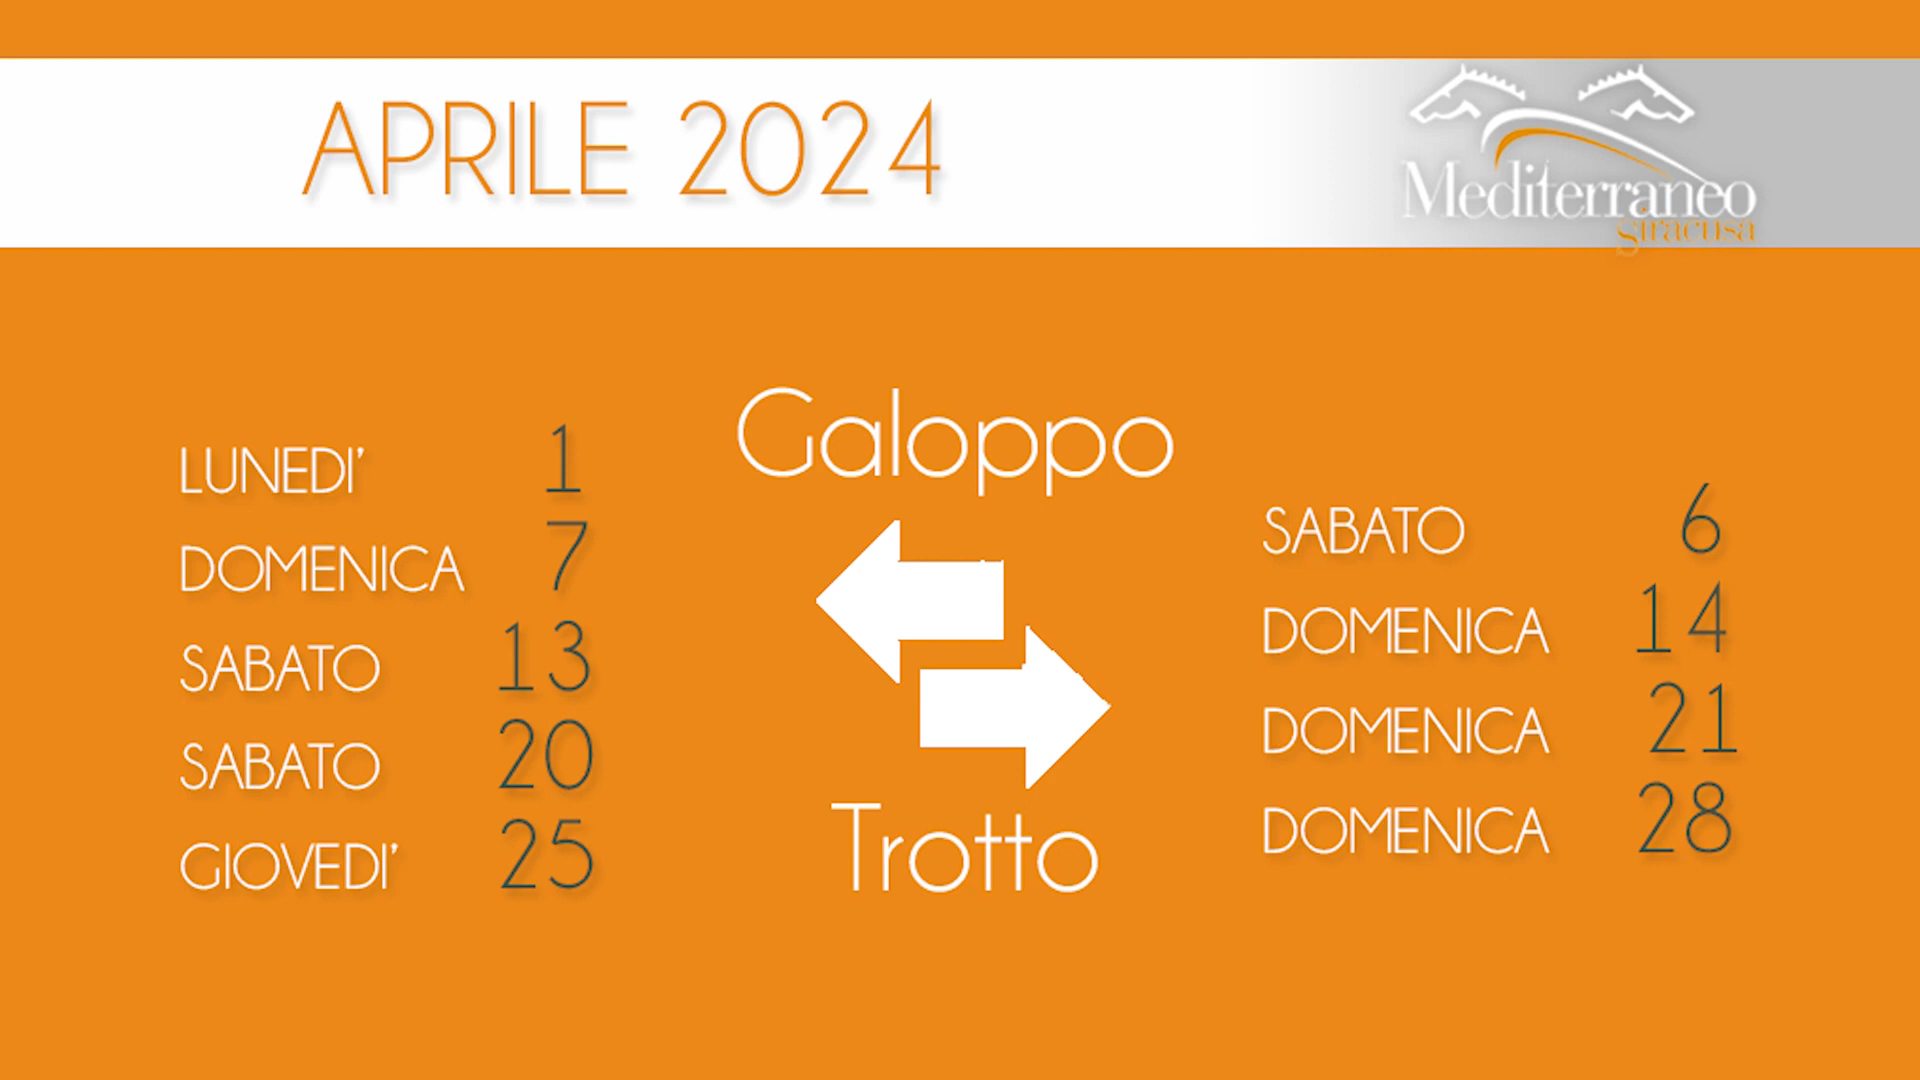 APRILE 2024
Mediterraneo
siracusa
Galoppo
LUNEDI' 1
DOMENICA 7
SABATO 13
SABATO 20
GIOVEDI' 25
SABATO 6
DOMENICA 14
DOMENICA 21
DOMENICA 28
Trotto